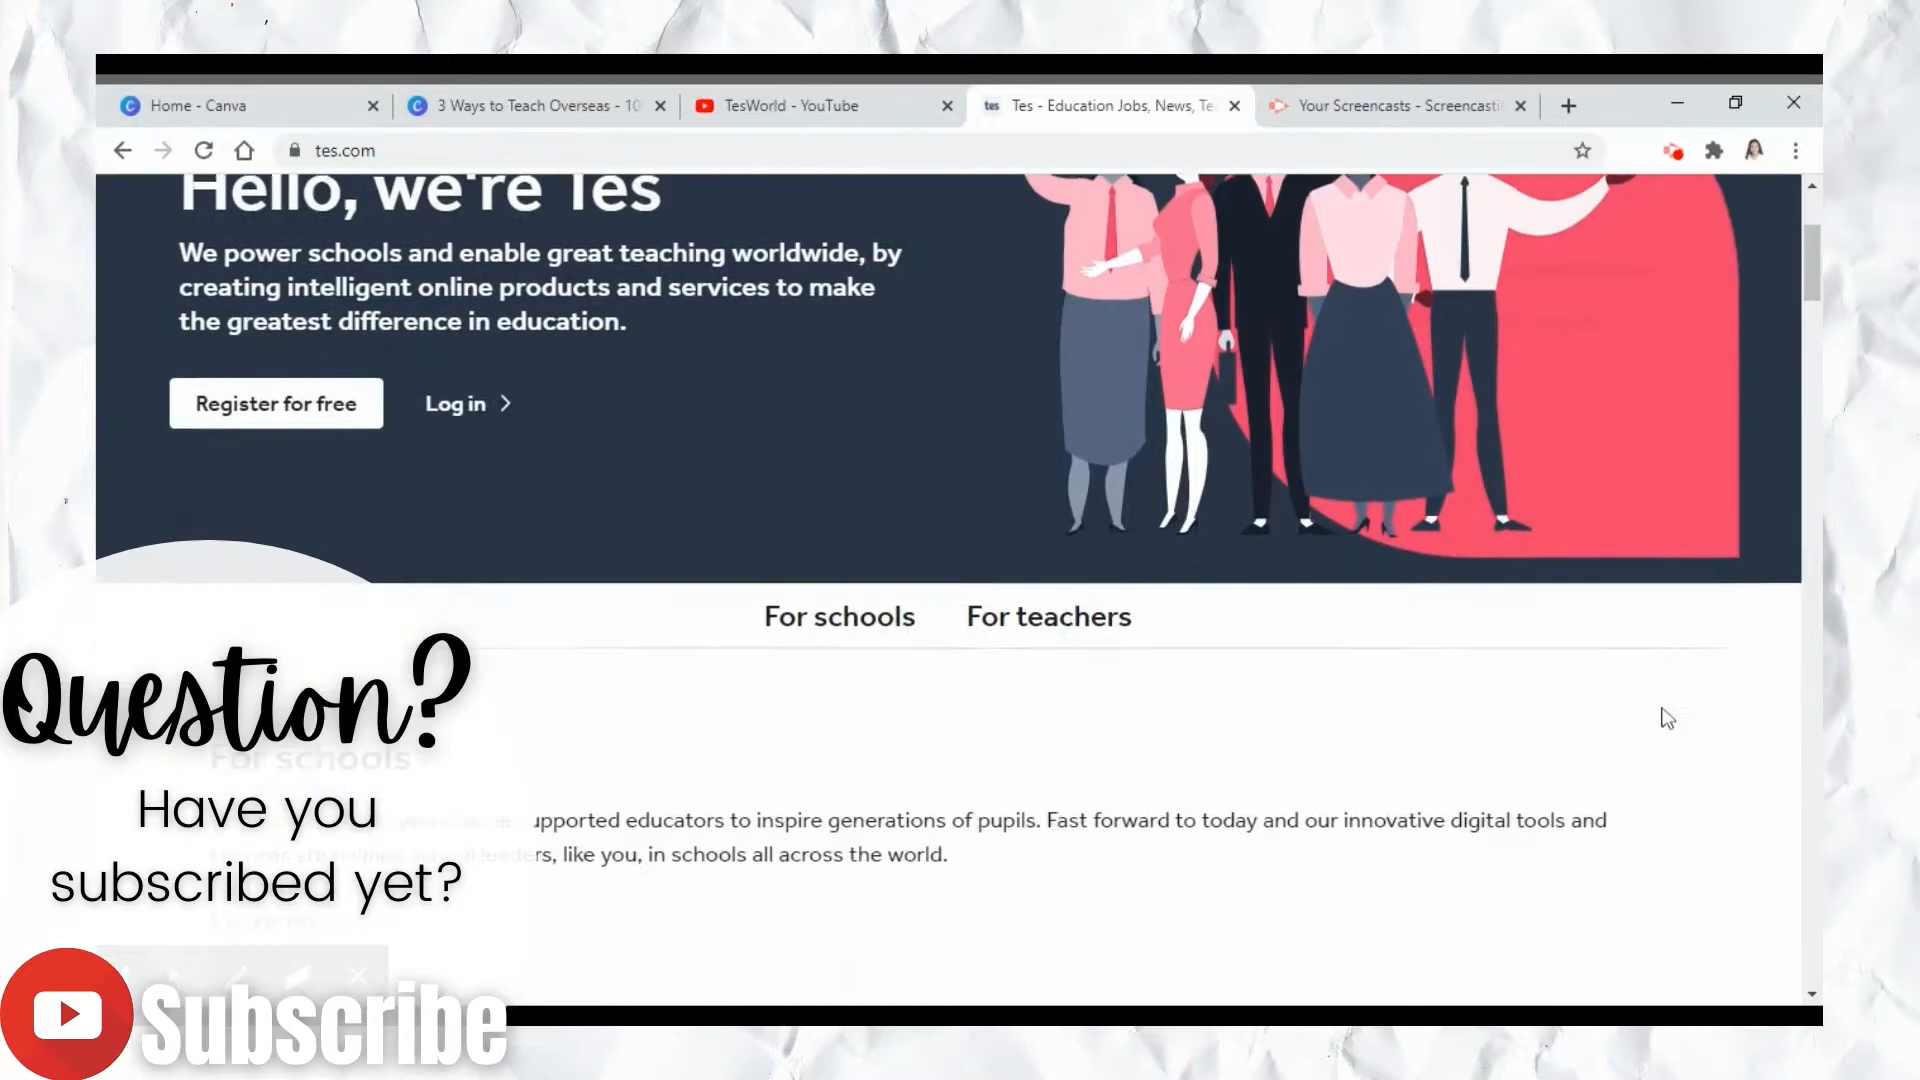 Home - Canva
3 Ways to Teach Overseas - 10
TesWorld - YouTube
tes Tes - Education Jobs, News, Te
Your Screencasts - Screencasti
tes.com
Hello, we're Tes
We power schools and enable great teaching worldwide, by
creating intelligent online products and services to make
the greatest difference in education.
Register for free
Log in
For schools
For teachers
Question?
For schools
Have you
subscribed yet?
upported educators to inspire generations of pupils. Fast forward to today and our innovative digital tools and
rs, like you, in schools all across the world.
Subscribe